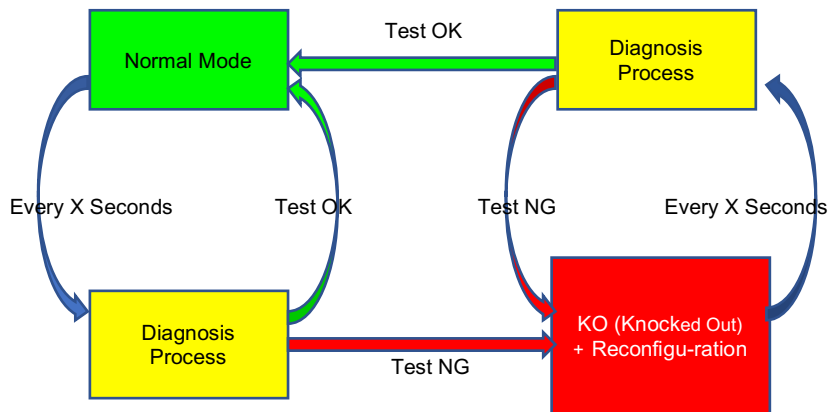 Test OK
Normal Mode
Diagnosis
Process
Every X Seconds
Test OK
Test NG
Every X Seconds
Diagnosis
Process
KO (Knocked Out)
+ Reconfigu-ration
Test NG